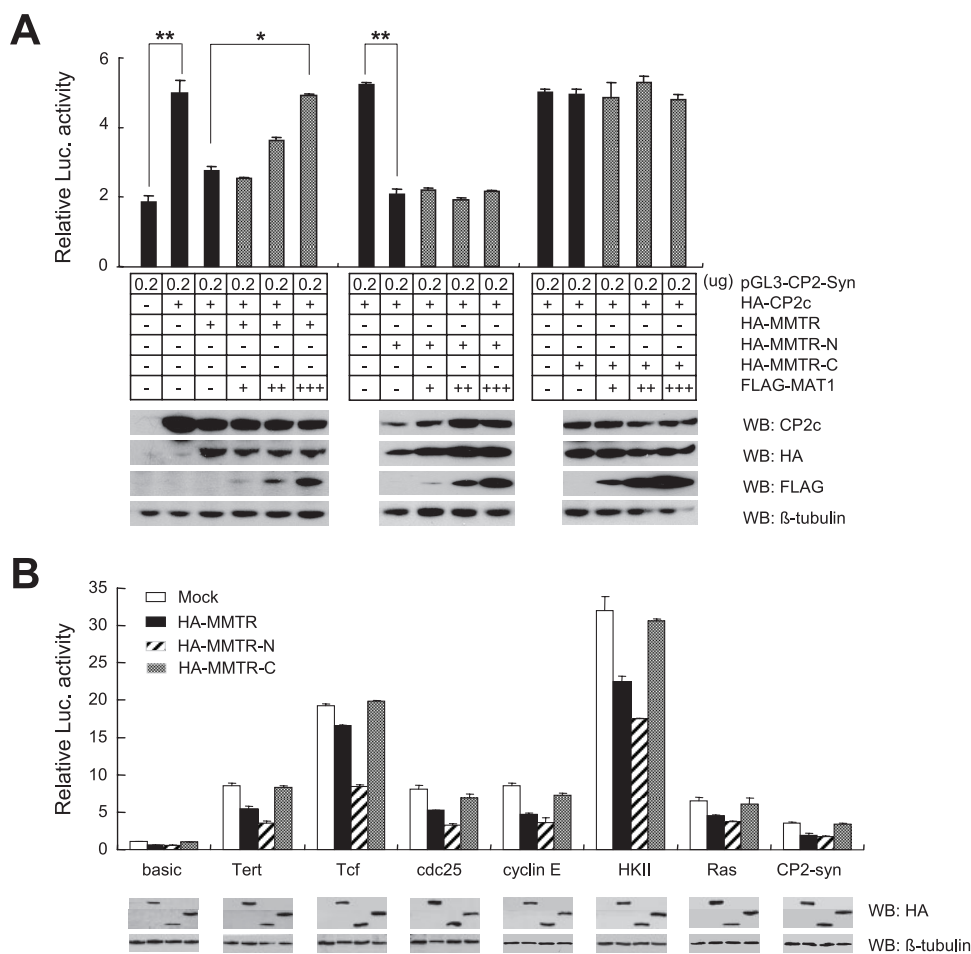 A
** * **
Relative Luc. activity
6
4
2
0
0.2 0.2 0.2 0.2 0.2 0.2 0.2 0.2 0.2 0.2 0.2 0.2 0.2 0.2 0.2 0.2 (ug) pGL3-CP2-Syn
- + + + + + + + + + + + + + + + HA-CP2c
- - + + + + - - - - - - - - - - HA-MMTR
- - - - - - - + + + + - - - - - HA-MMTR-N
- - - - - - - - - - - - + + + + HA-MMTR-C
- - - + ++ +++ - - + ++ +++ - - + ++ +++ FLAG-MAT1
WB: CP2c
WB: HA
WB: FLAG
WB: ß-tubulin
B
Relative Luc. activity
35
30
25
20
15
10
5
0
Mock
HA-MMTR
HA-MMTR-N
HA-MMTR-C
basic Tert Tcf cdc25 cyclin E HKII Ras CP2-syn
WB: HA
WB: ß-tubulin